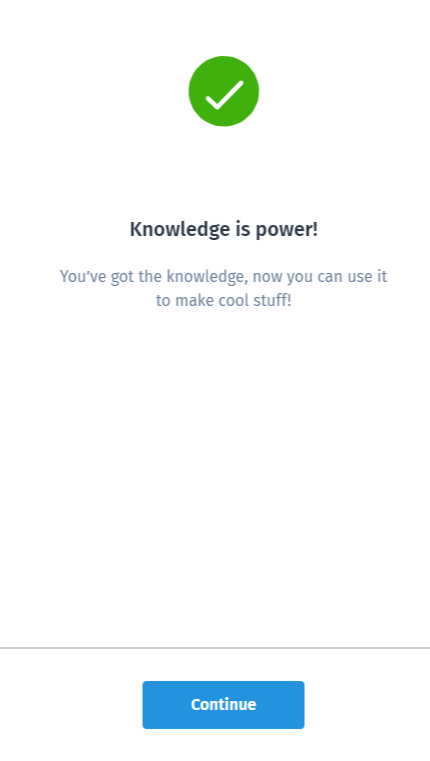 Knowledge is power!
You've got the knowledge, now you can use it
to make cool stuff!
Continue